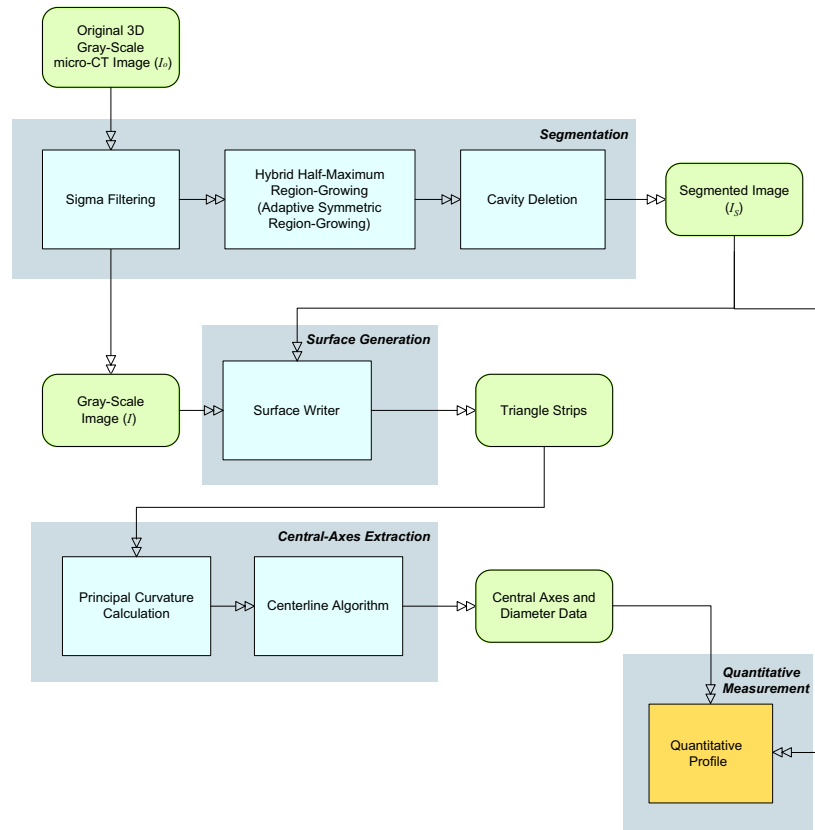 Original 3D
Gray-Scale
micro-CT Image (Io)
Segmentation
Sigma Filtering
Hybrid Half-Maximum
Region-Growing
(Adaptive Symmetric
Region-Growing)
Cavity Deletion
Segmented Image
(IS)
Surface Generation
Gray-Scale
Image (I)
Surface Writer
Triangle Strips
Central-Axes Extraction
Principal Curvature
Calculation
Centerline Algorithm
Central Axes and
Diameter Data
Quantitative
Measurement
Quantitative
Profile